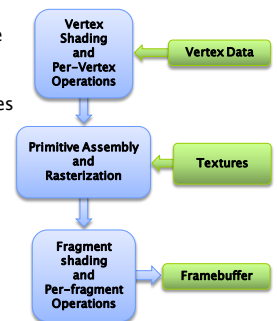 Vertex
Shading
and
Per-Vertex
Operations
Vertex Data
es
Primitive Assembly
and
Rasterization
Textures
Fragment
shading
and
Per-fragment
Operations
Framebuffer